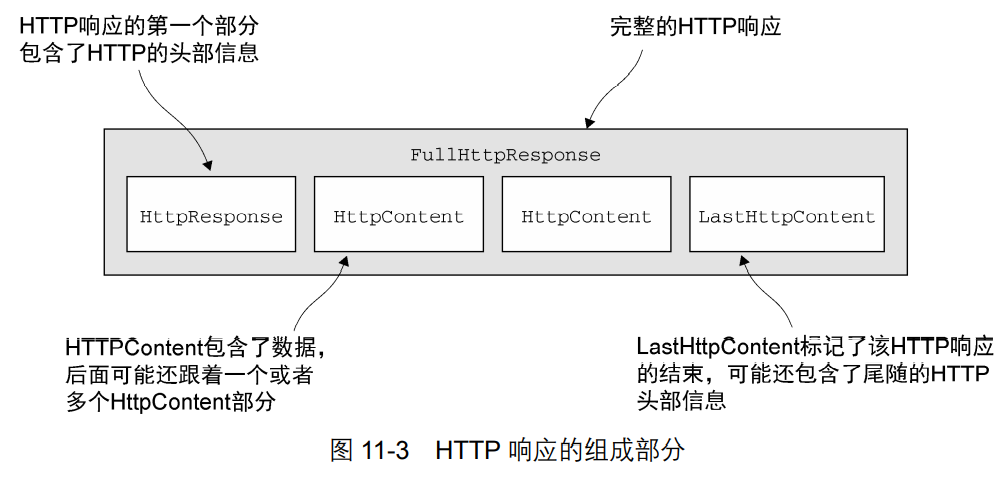 HTTP响应的第一个部分
包含了HTTP的头部信息
完整的HTTP响应
FullHttpResponse
HttpResponse
HttpContent
HttpContent
LastHttpContent
HTTPContent包含了数据，
后面可能还跟着一个或者
多个HttpContent部分
LastHttpContent标记了该HTTP响应
的结束，可能还包含了尾随的HTTP
头部信息
图 11-3 HTTP 响应的组成部分